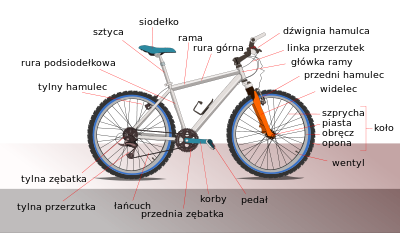 siodełko
sztyca
rama
rura górna
dźwignia hamulca
linka przerzutek
główka ramy
przedni hamulec
widelec
rura podsiodełkowa
tylny hamulec
szprycha
piasta
obręcz
opona
koło
wentyl
tylna zębatka
tylna przerzutka
łańcuch
przednia zębatka
korby
pedał